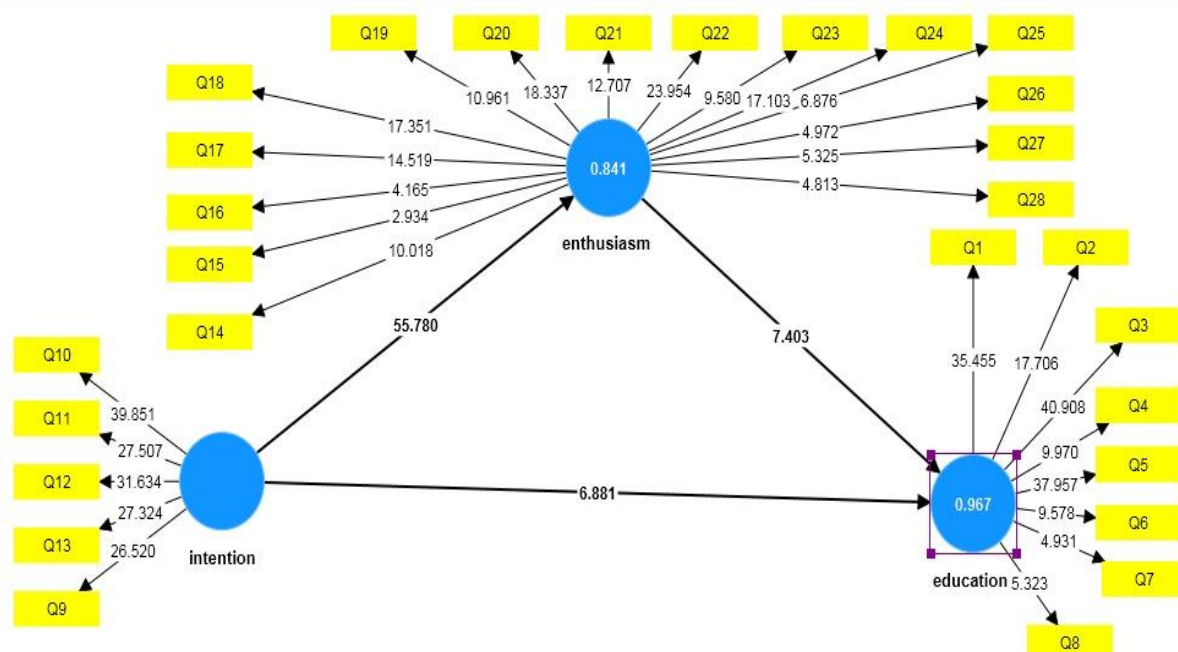 Q19
Q20
Q21
Q22
Q23
Q24
Q25
Q18
Q17
Q16
Q15
Q14
Q26
Q27
Q28
10.961
18.337
12.707
23.954
9.580
17.103
6.876
17.351
14.519
4.165
2.934
10.018
4.972
5.325
4.813
0.841
enthusiasm
55.780
7.403
Q10
Q11
Q12
Q13
Q9
39.851
27.507
31.634
27.324
26.520
intention
6.881
Q1
Q2
Q3
Q4
Q5
Q6
Q7
Q8
35.455
17.706
40.908
9.970
37.957
9.578
4.931
5.323
0.967
education